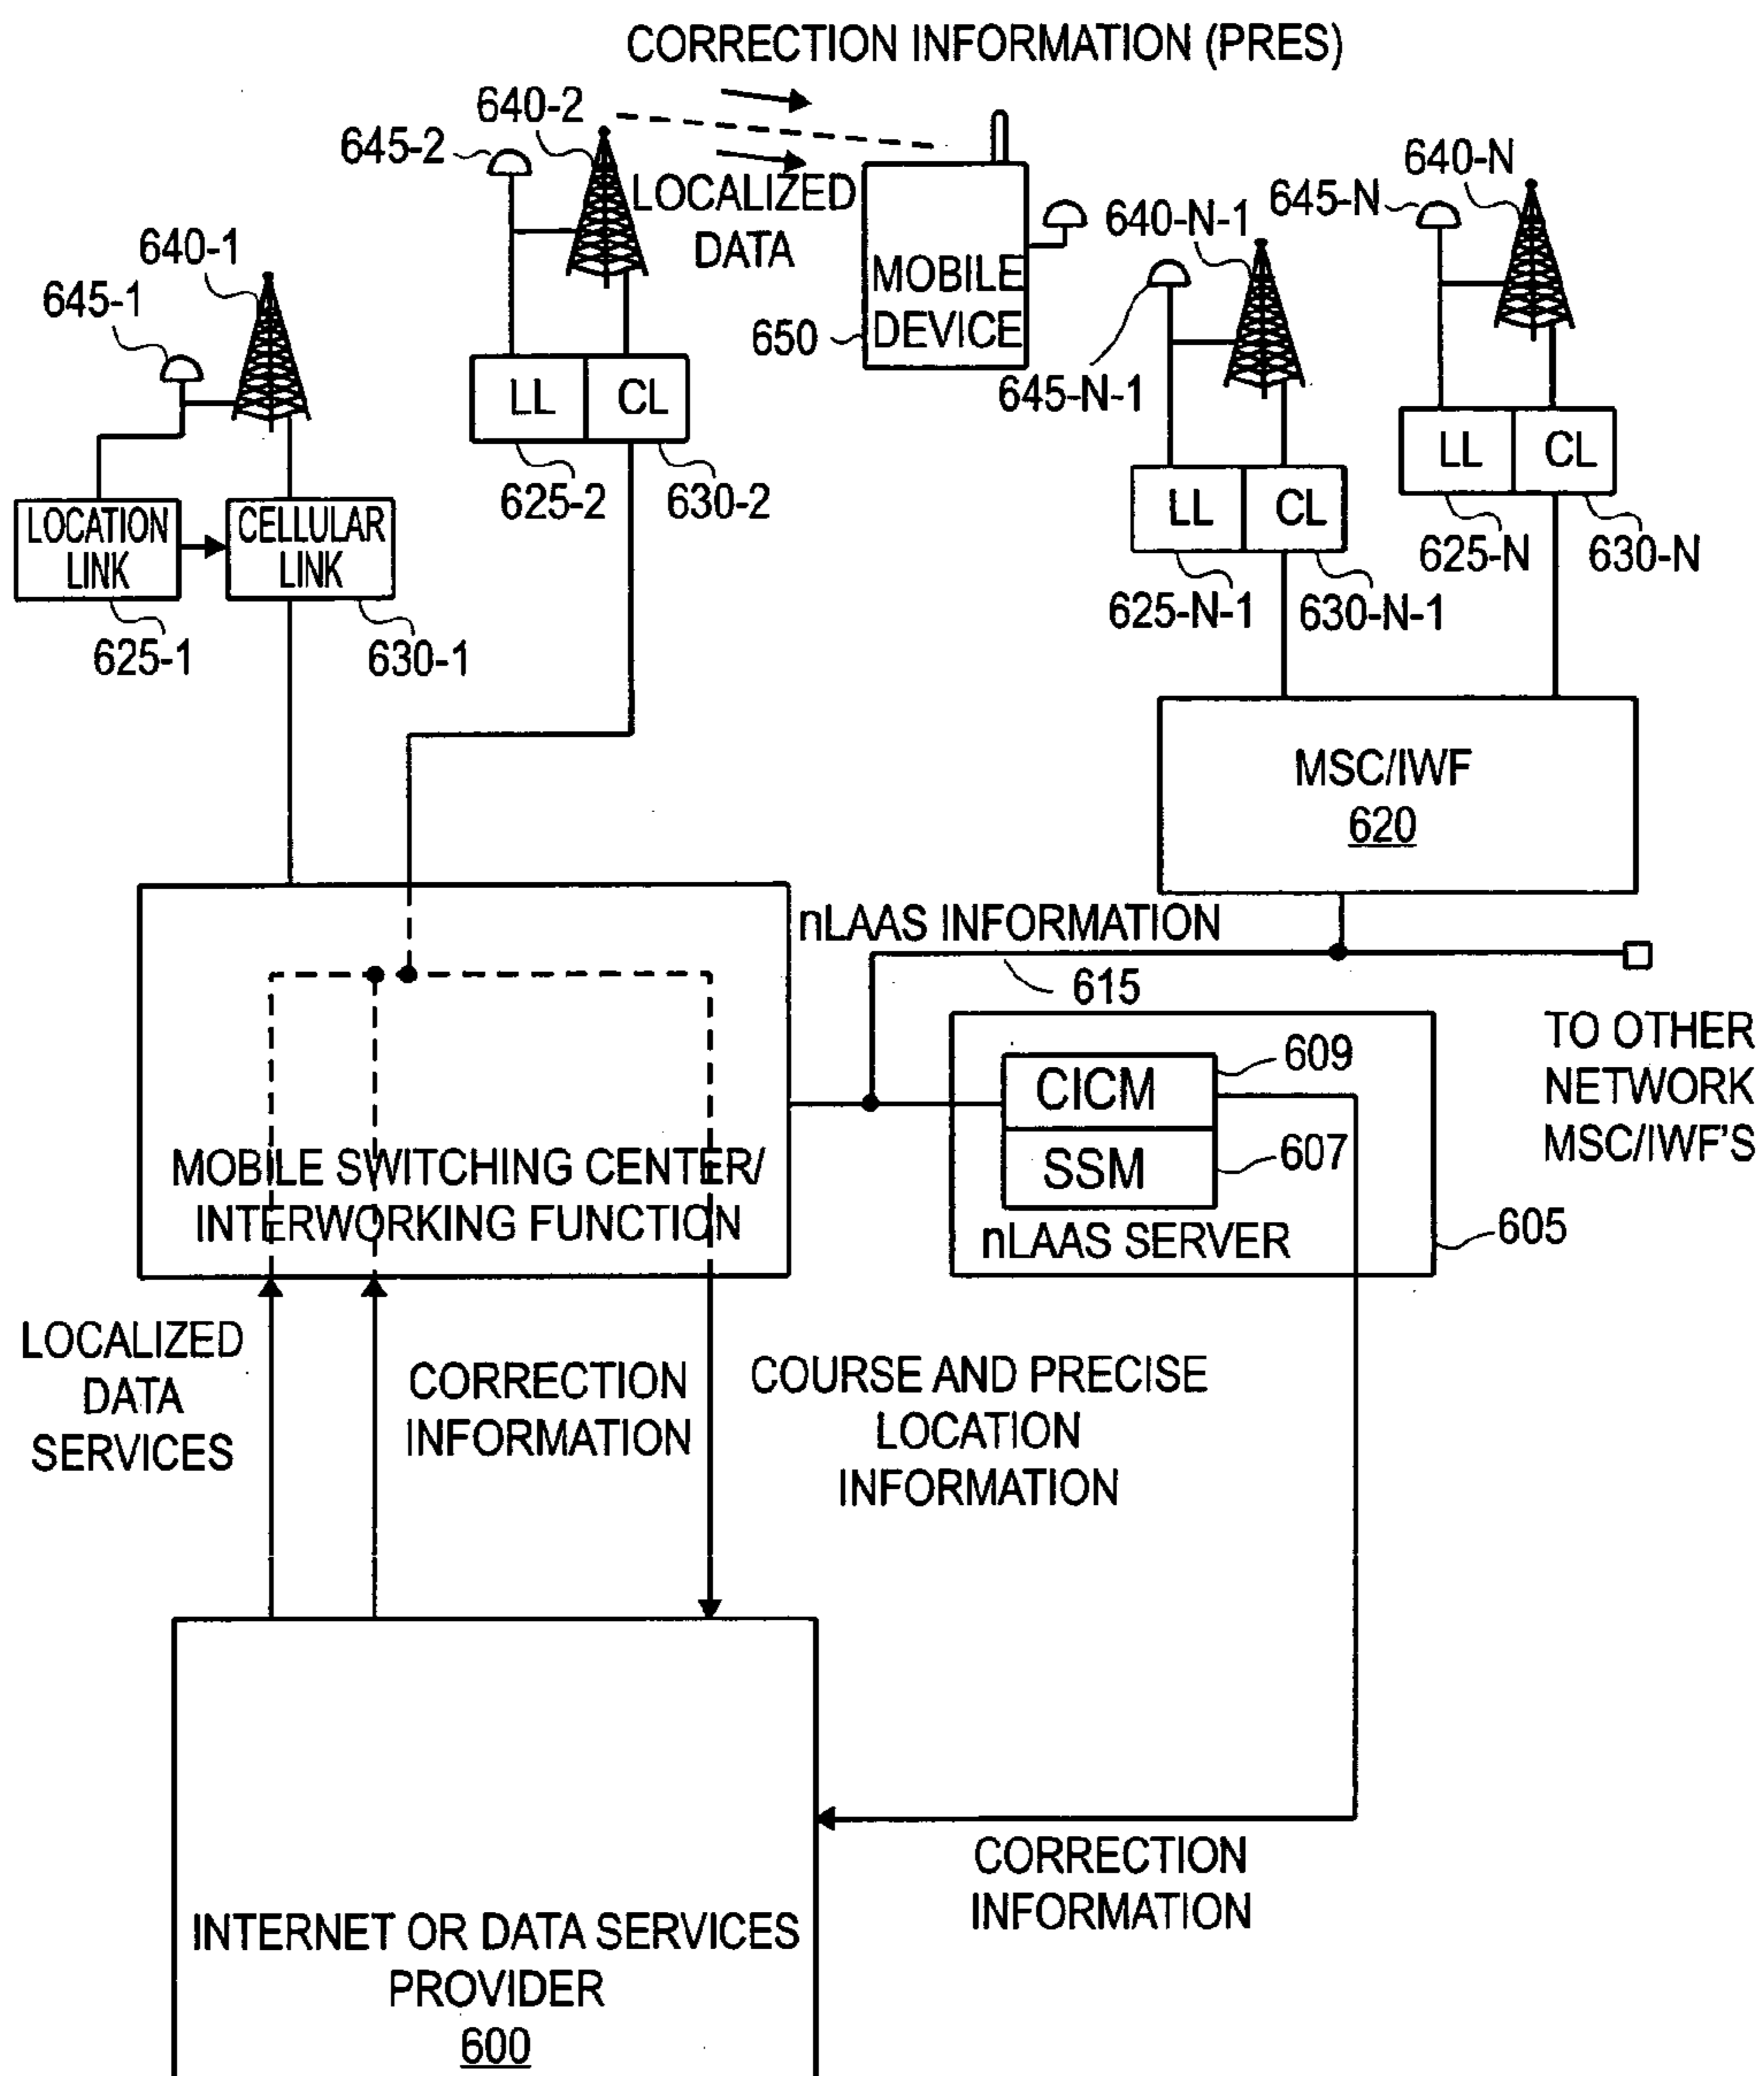 CORRECTION INFORMATION (PRES)
640-2
645-2
LOCALIZED
DATA
640-N
645-N
640-N-1
640-1
645-1
MOBILE
DEVICE
650
645-N-1
LL
CL
625-2
630-2
LL
CL
625-N
630-N
LL
CL
625-N-1
630-N-1
LOCATION
LINK
CELLULAR
LINK
625-1
630-1
MSC/IWF
620
nLAAS INFORMATION
615
TO OTHER
NETWORK
MSC/IWF'S
CICM
609
SSM
607
nLAAS SERVER
605
MOBILE SWITCHING CENTER/
INTERWORKING FUNCTION
LOCALIZED
DATA
SERVICES
CORRECTION
INFORMATION
COURSE AND PRECISE
LOCATION
INFORMATION
CORRECTION
INFORMATION
INTERNET OR DATA SERVICES
PROVIDER
600